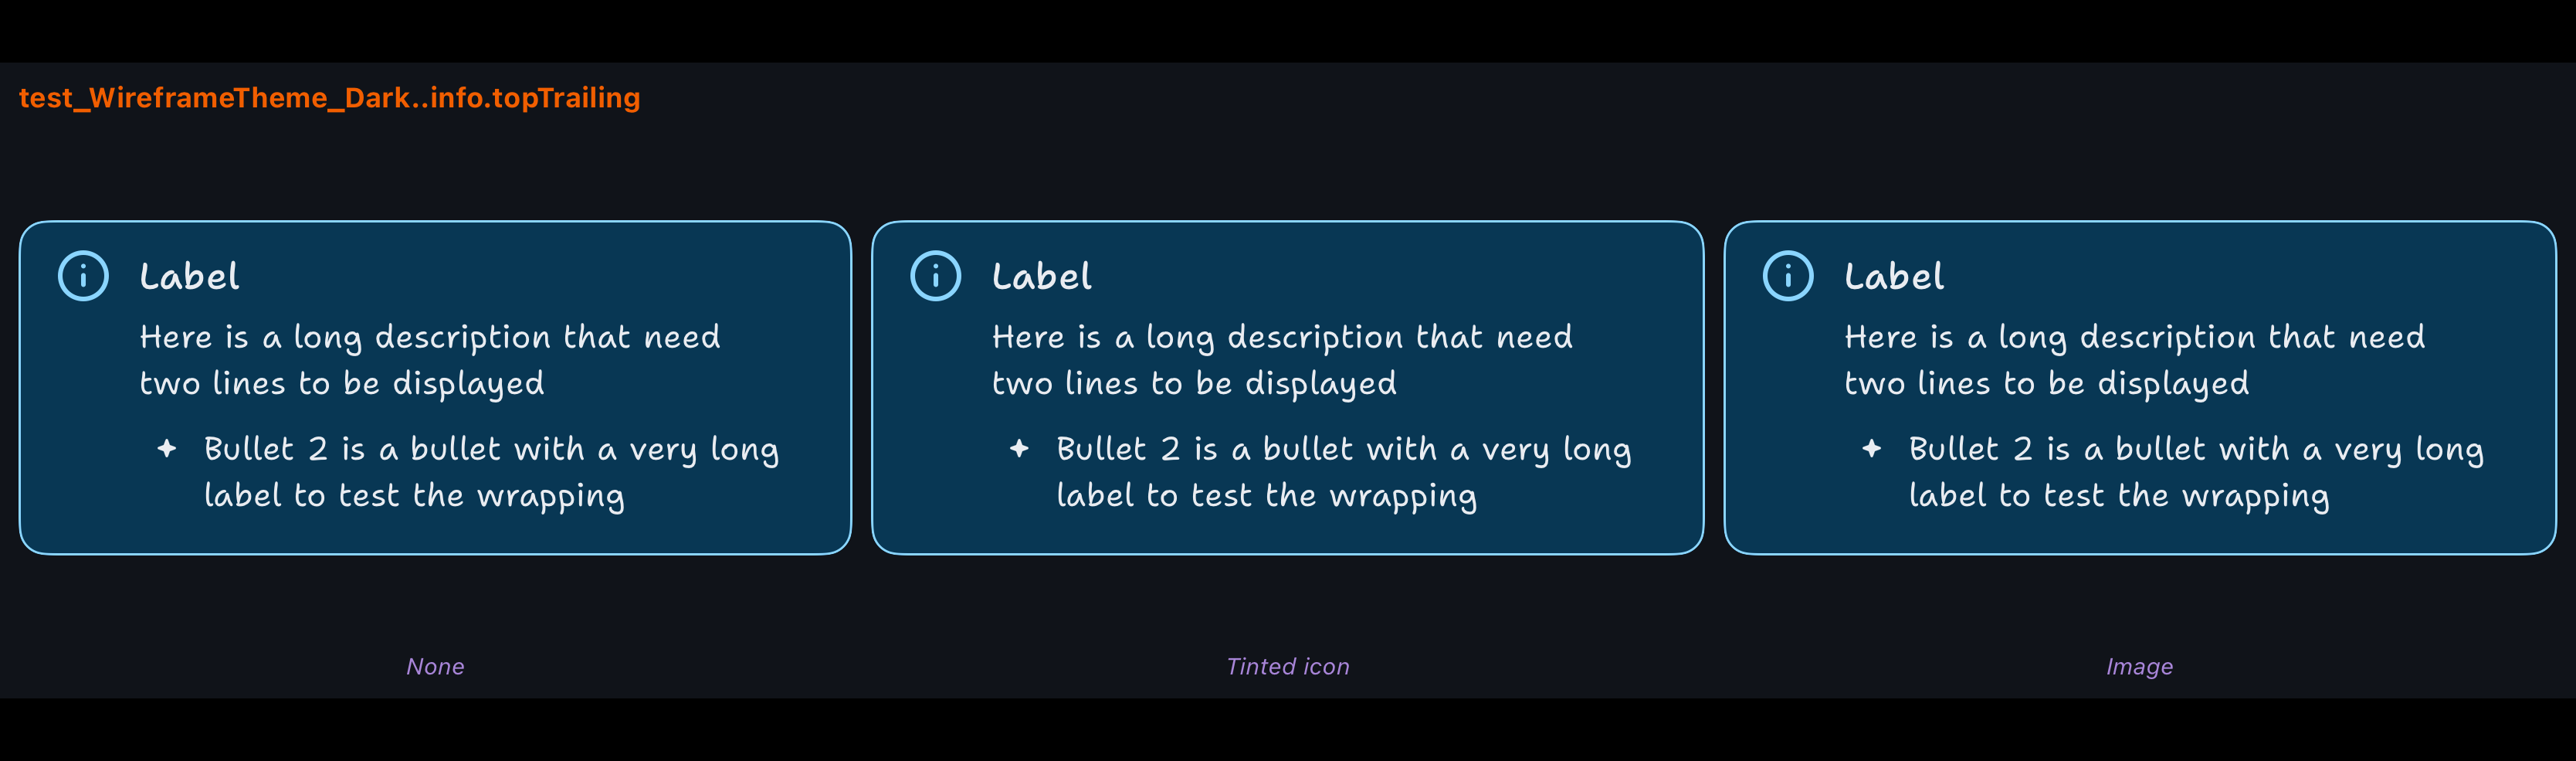 test_WireframeTheme_Dark..info.topTrailing
Label
Here is a long description that need
two lines to be displayed
Bullet 2 is a bullet with a very long
label to test the wrapping
Label
Here is a long description that need
two lines to be displayed
Bullet 2 is a bullet with a very long
label to test the wrapping
Label
Here is a long description that need
two lines to be displayed
Bullet 2 is a bullet with a very long
label to test the wrapping
None
Tinted icon
Image